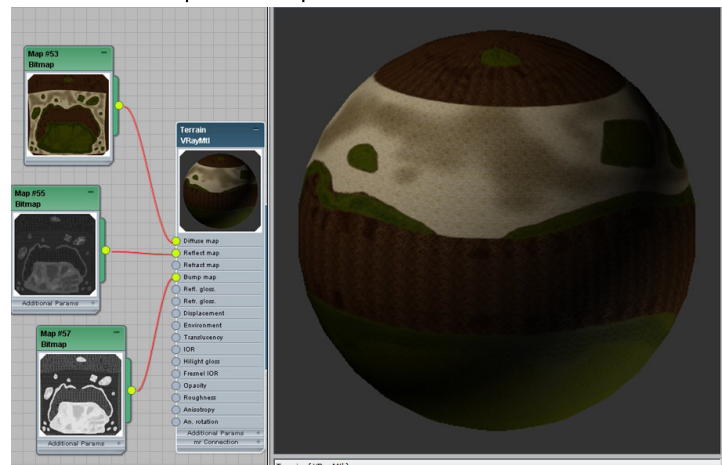 Map #53
Bitmap
Map #55
Bitmap
Additional Params
Map #57
Bitmap
Additional Params
Terrain
VRayMtl
Diffuse map
Reflect map
Refract map
Bump map
Refl. gloss.
Refr. gloss.
Displacement
Environment
Translucency
IOR
Hilight gloss
Fresnel IOR
Opacity
Roughness
Anisotropy
An. rotation
Additional Params
mr Connection